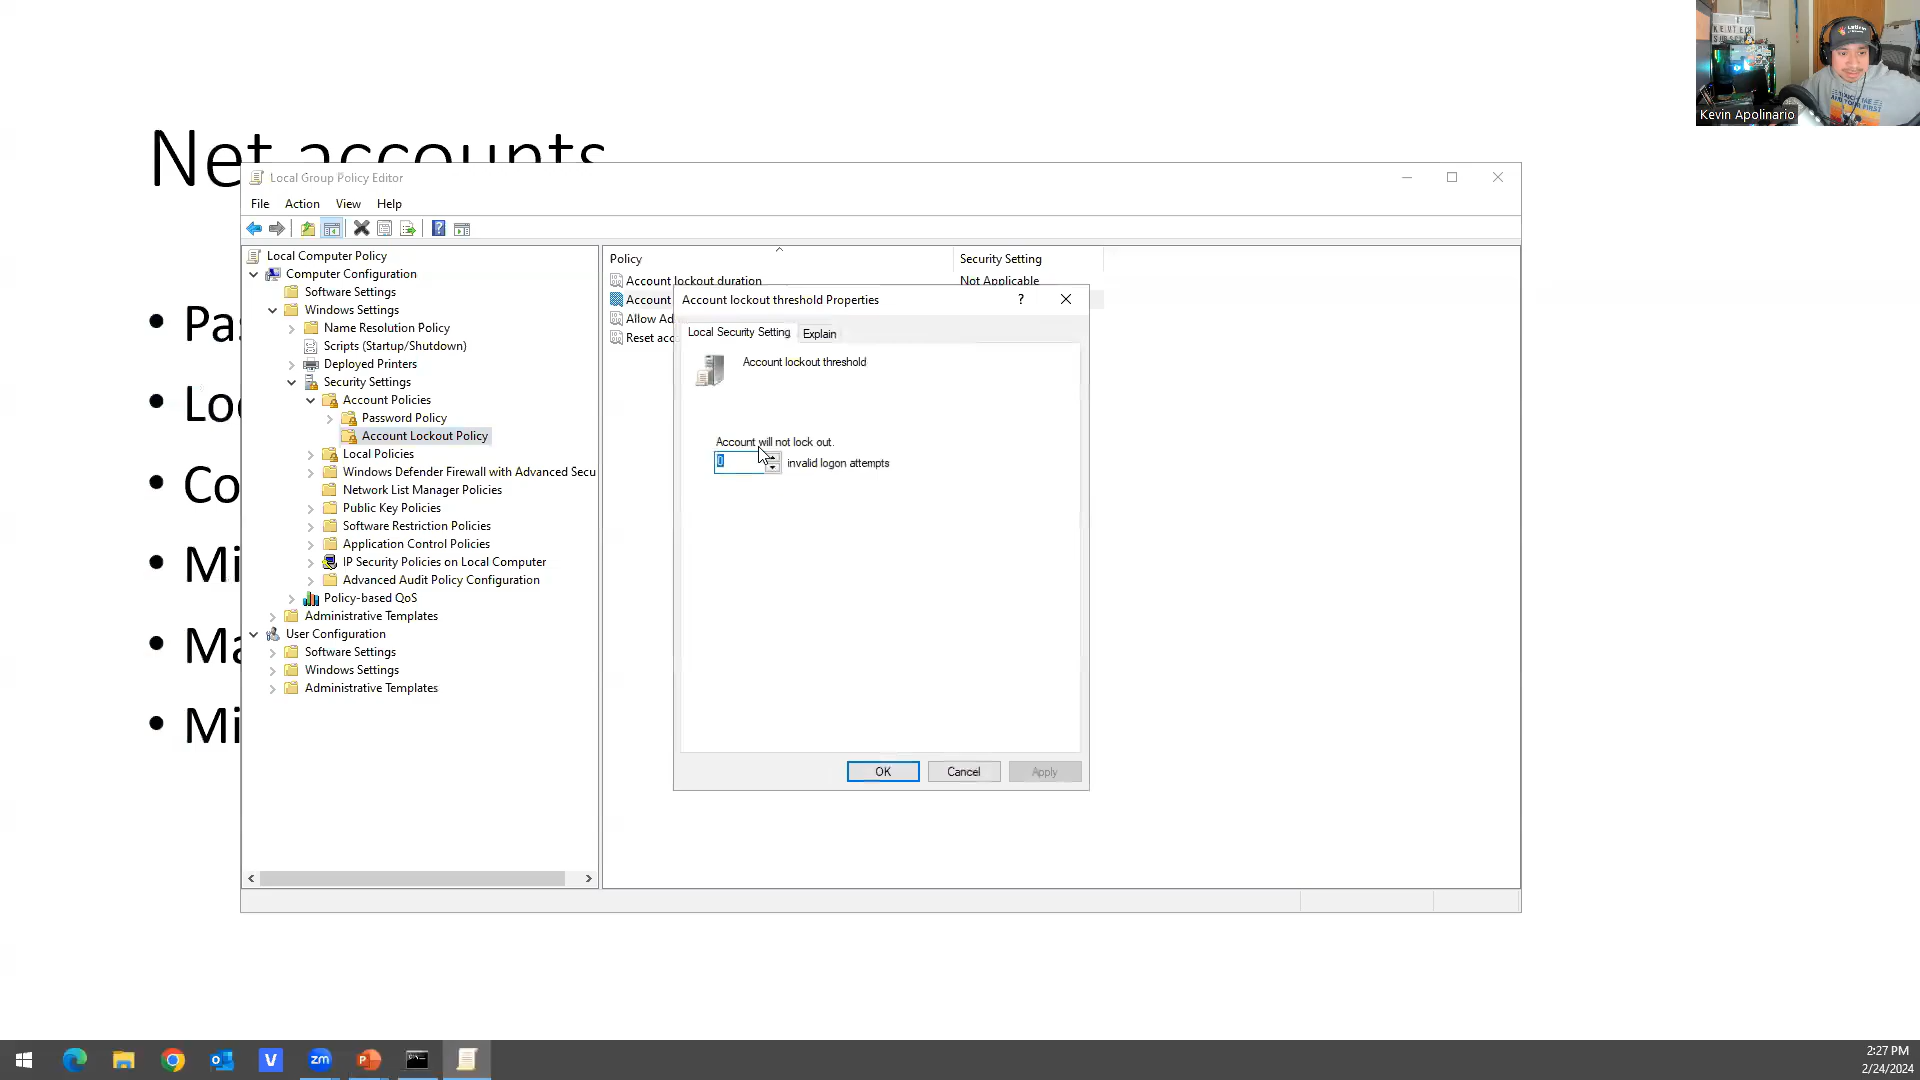 Kevin Apolinario
Net accounts
Local Group Policy Editor
File Action View Help
Local Computer Policy
Computer Configuration
Software Settings
Windows Settings
Name Resolution Policy
Scripts (Startup/Shutdown)
Deployed Printers
Security Settings
Account Policies
Password Policy
Account Lockout Policy
Local Policies
Windows Defender Firewall with Advanced Secu
Network List Manager Policies
Public Key Policies
Software Restriction Policies
Application Control Policies
IP Security Policies on Local Computer
Advanced Audit Policy Configuration
Policy-based QoS
Administrative Templates
User Configuration
Software Settings
Windows Settings
Administrative Templates
Policy Security Setting
Account lockout duration Not Applicable
Account
Allow Ad
Reset acc
Account lockout threshold Properties
Local Security Setting Explain
Account lockout threshold
Account will not lock out.
0 invalid logon attempts
OK Cancel Apply
• Pas
• Loc
• Co
• Mi
• Ma
• Mi
2:27 PM
2/24/2024